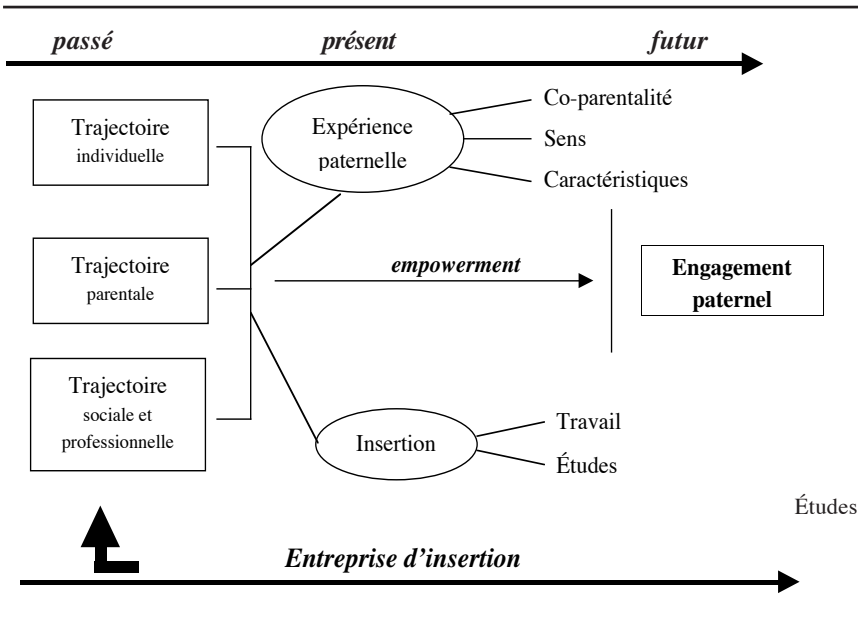 passé présent futur
Trajectoire
individuelle
Expérience
paternelle
Co-parentalité
Sens
Caractéristiques
Trajectoire
parentale
empowerment
Engagement
paternel
Trajectoire
sociale et
professionnelle
Insertion
Travail
Études
Études
Entreprise d'insertion